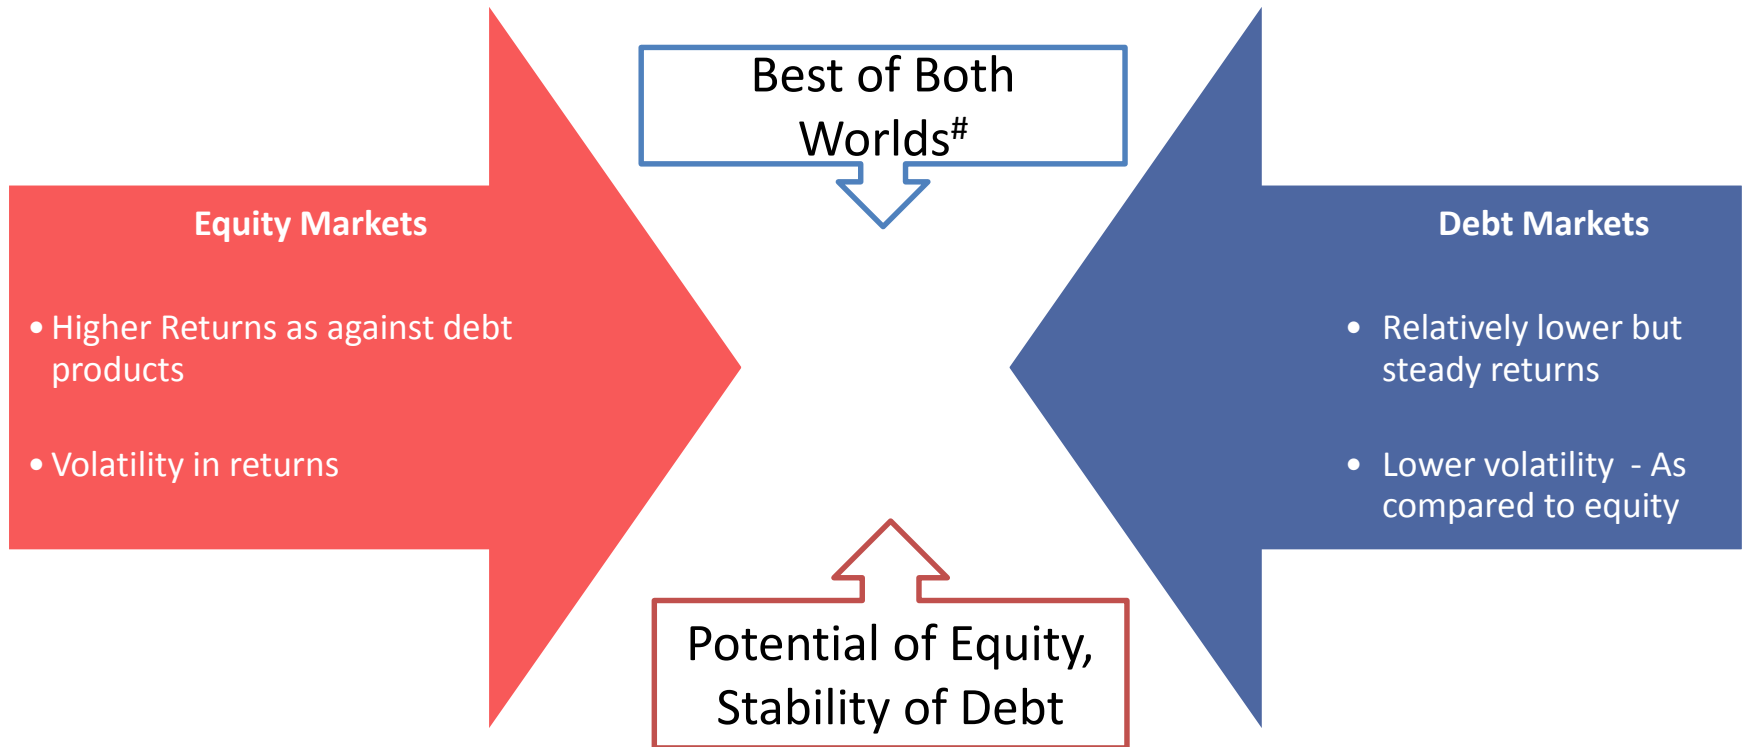 Best of Both
Worlds#
Equity Markets
• Higher Returns as against debt
products
• Volatility in returns
Debt Markets
• Relatively lower but
steady returns
• Lower volatility - As
compared to equity
Potential of Equity,
Stability of Debt